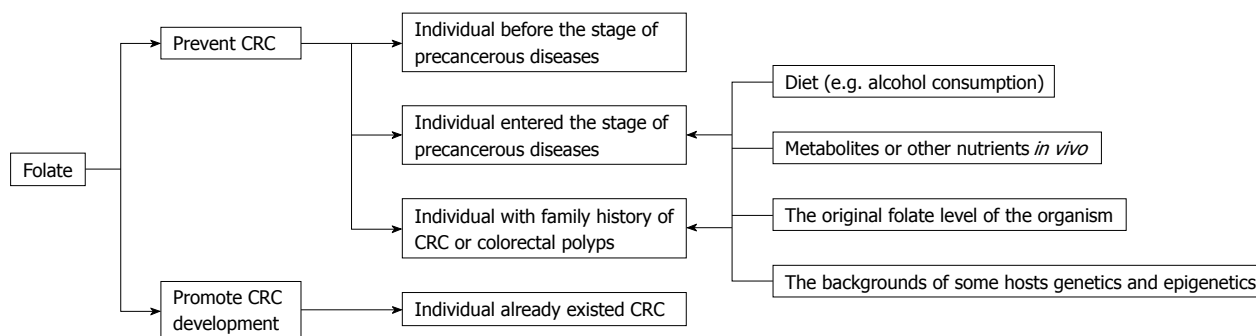 Folate
Prevent CRC
Promote CRC
development
Individual before the stage of
precancerous diseases
Individual entered the stage of
precancerous diseases
Individual with family history of
CRC or colorectal polyps
Individual already existed CRC
Diet (e.g. alcohol consumption)
Metabolites or other nutrients in vivo
The original folate level of the organism
The backgrounds of some hosts genetics and epigenetics